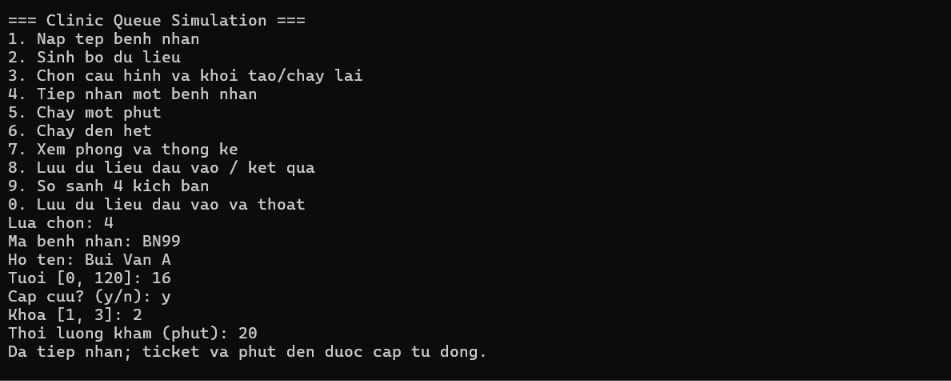 === Clinic Queue Simulation ===
1. Nap tep benh nhan
2. Sinh bo du lieu
3. Chon cau hinh va khoi tao/chay lai
4. Tiep nhan mot benh nhan
5. Chay mot phut
6. Chay den het
7. Xem phong va thong ke
8. Luu du lieu dau vao / ket qua
9. So sanh 4 kich ban
0. Luu du lieu dau vao va thoat
Lua chon: 4
Ma benh nhan: BN99
Ho ten: Bui Van A
Tuoi [0, 120]: 16
Cap cuu? (y/n): y
Khoa [1, 3]: 2
Thoi luong kham (phut): 20
Da tiep nhan; ticket va phut den duoc cap tu dong.